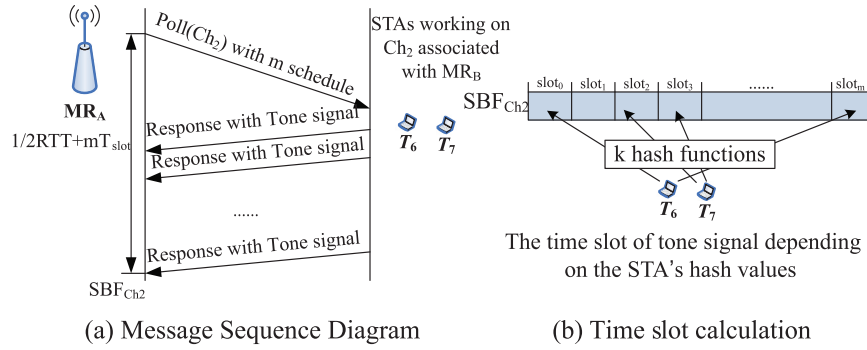 Poll(Ch2) with m schedule
STAs working on
Ch2 associated
with MRB
MRA
1/2RTT+mTslot
Response with Tone signal
Response with Tone signal
......
Response with Tone signal
SBFCh2
T6
T7
(a) Message Sequence Diagram
slot0
slot1
slot2
slot3
......
slotm
SBFCh2
k hash functions
T6
T7
The time slot of tone signal depending
on the STA's hash values
(b) Time slot calculation